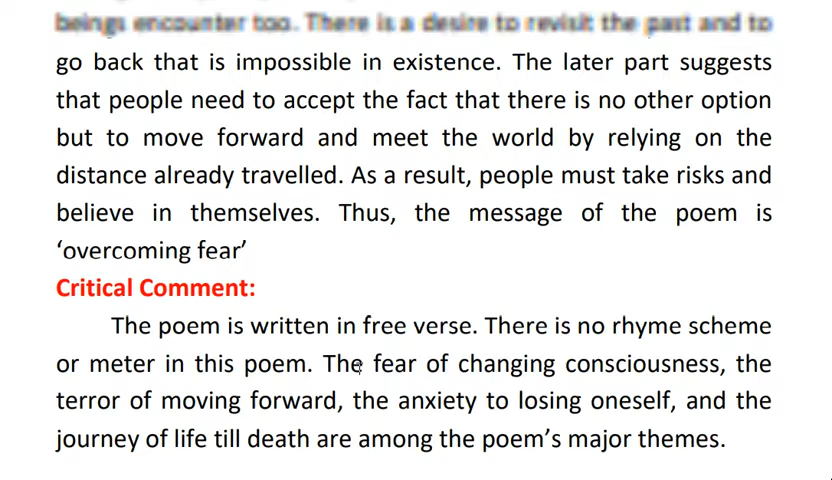 beings encounter too. There is a desire to revisit the past and to
go back that is impossible in existence. The later part suggests
that people need to accept the fact that there is no other option
but to move forward and meet the world by relying on the
distance already travelled. As a result, people must take risks and
believe in themselves. Thus, the message of the poem is
‘overcoming fear’
Critical Comment:
The poem is written in free verse. There is no rhyme scheme
or meter in this poem. The fear of changing consciousness, the
terror of moving forward, the anxiety to losing oneself, and the
journey of life till death are among the poem’s major themes.